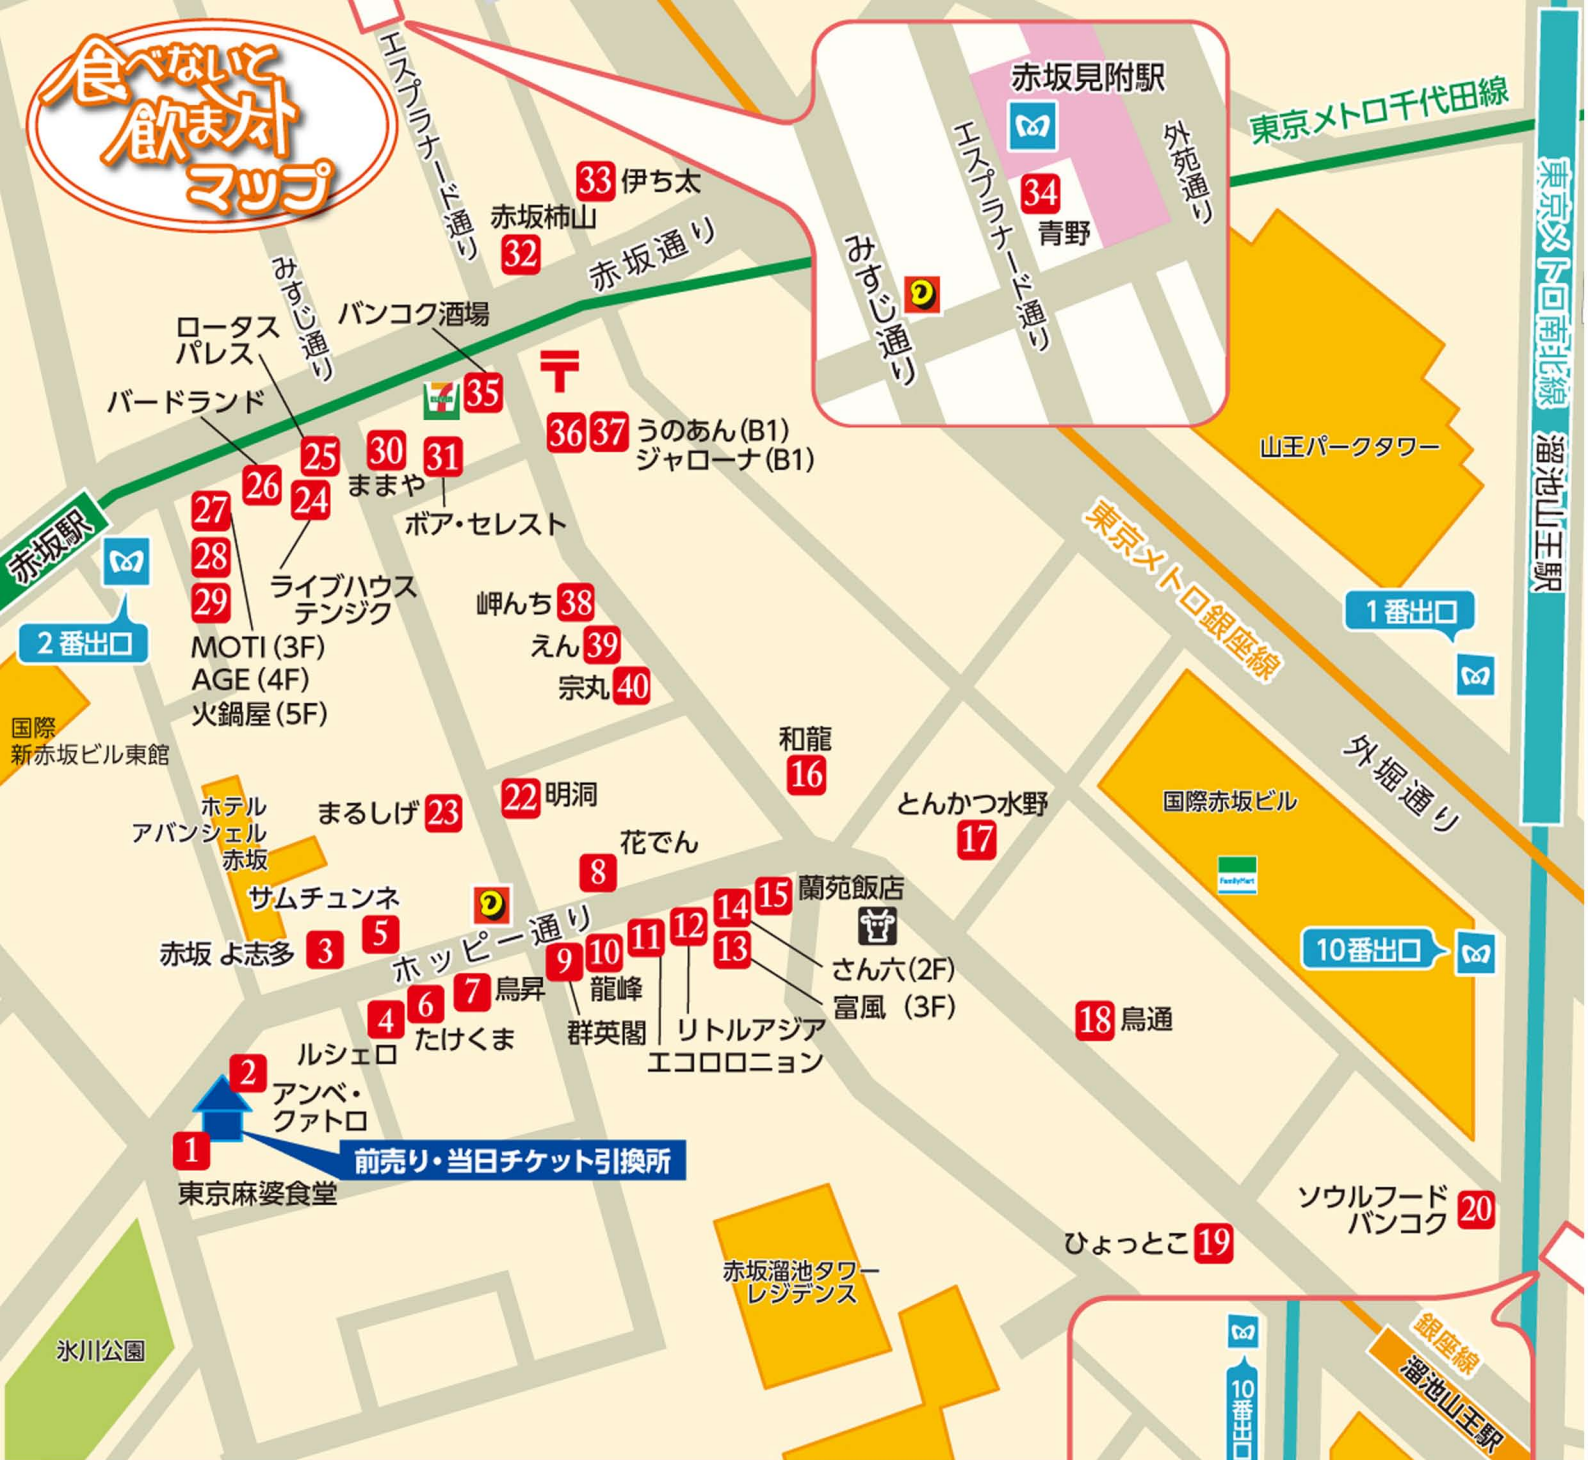 食べないと
飲まナイト
マップ
エスプラナード通り
みすじ通り
33 伊ち太
赤坂柿山
32
赤坂通り
赤坂見附駅
34
青野
みすじ通り
エスプラナード通り
外苑通り
東京メトロ千代田線
東京メトロ南北線
溜池山王駅
山王パークタワー
バンコク酒場
35
ロータス
パレス
25
バードランド
26
24
30
ままや
31
ボア・セレスト
ライブハウス
テンジク
27
28
29
MOTI (3F)
AGE (4F)
火鍋屋 (5F)
36 37 うのあん (B1)
ジャローナ (B1)
赤坂駅
2番出口
国際
新赤坂ビル東館
岬んち 38
えん 39
宗丸 40
東京メトロ銀座線
1番出口
外堀通り
和龍
16
とんかつ水野
17
国際赤坂ビル
FamilyMart
10番出口
ホテル
アバンシェル
赤坂
まるしげ 23
22 明洞
花でん
8
サムチュンネ
5
赤坂 よ志多 3
ホッピー通り
15 蘭苑飯店
14
13
さん六(2F)
富風 (3F)
12
リトルアジア
11
エコロロニョン
10
龍峰
9
群英閣
7 鳥昇
6
たけくま
4
ルシェロ
2
アンベ・
クァトロ
前売り・当日チケット引換所
1
東京麻婆食堂
18 鳥通
ひょっとこ 19
ソウルフード
バンコク
20
氷川公園
赤坂溜池タワー
レジデンス
10番出口
銀座線
溜池山王駅